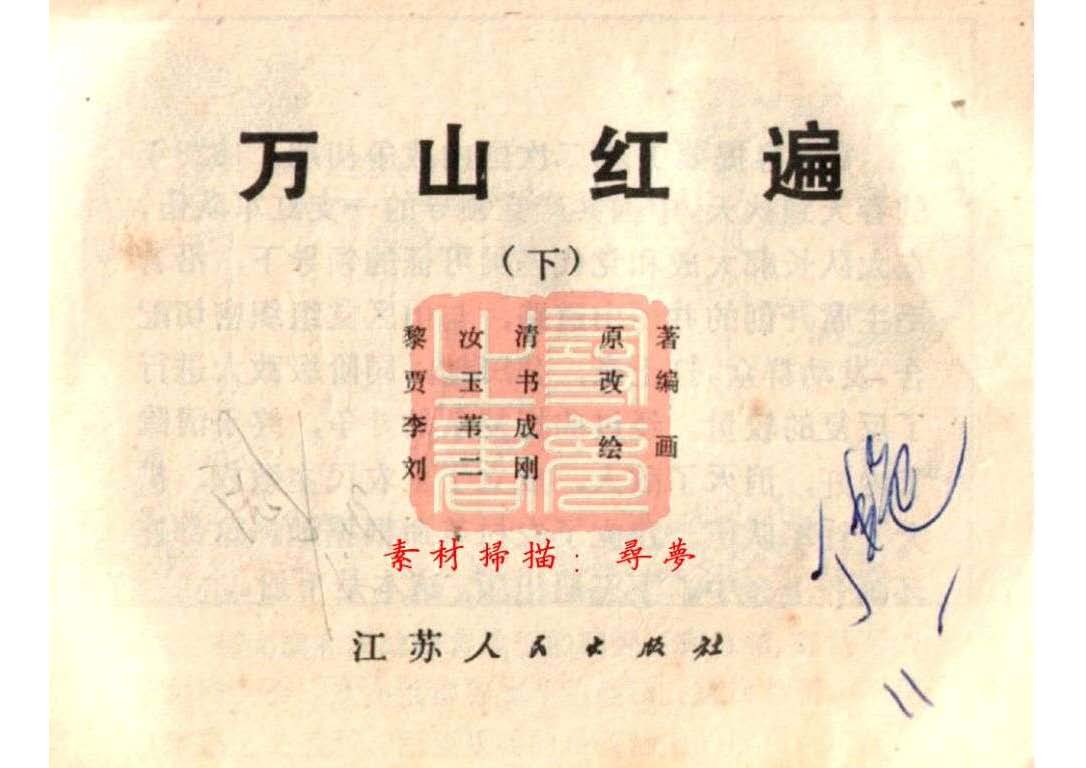 万山红遍
（下）
黎汝清 原著
贾玉书 改编
李苇成
刘二刚 绘画
素材掃描：尋夢
江苏人民出版社